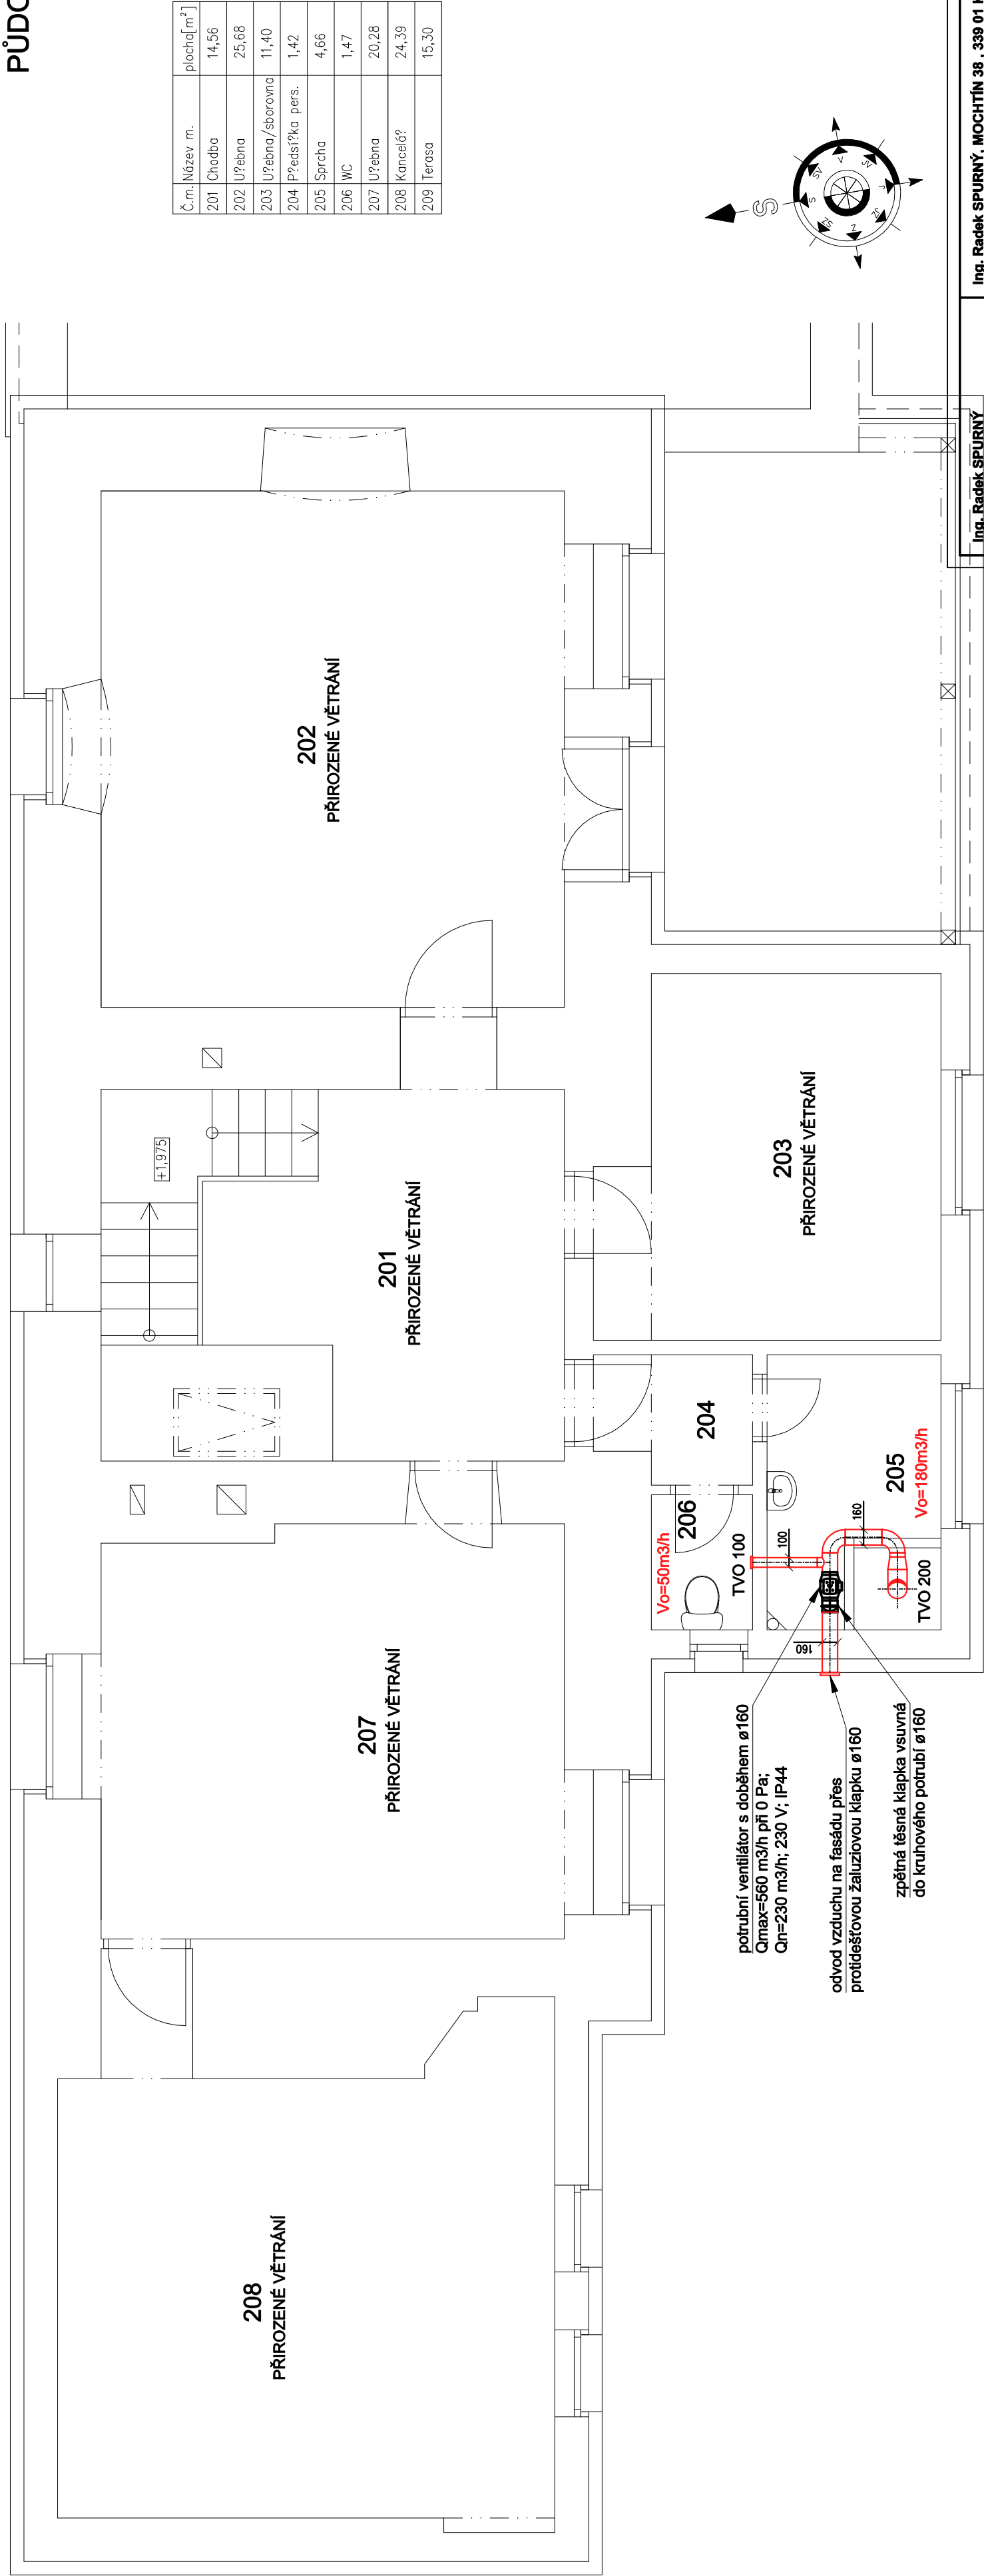 PŮDO
Č.m. Název m. plocha[m²]
201 Chodba 14,56
202 U?ebna 25,68
203 U?ebna/sborovna 11,40
204 P?edsí?ka pers. 1,42
205 Sprcha 4,66
206 WC 1,47
207 U?ebna 20,28
208 Kancelá? 24,39
209 Terasa 15,30
S
S
SV
V
JV
J
JZ
Z
SZ
202
PŘIROZENÉ VĚTRÁNÍ
+1,975
201
PŘIROZENÉ VĚTRÁNÍ
203
PŘIROZENÉ VĚTRÁNÍ
207
PŘIROZENÉ VĚTRÁNÍ
208
PŘIROZENÉ VĚTRÁNÍ
204
206
Vo=50m3/h
TVO 100
100
205
Vo=180m3/h
160
TVO 200
160
potrubní ventilátor s doběhem ø160
Qmax=560 m3/h při 0 Pa;
Qn=230 m3/h; 230 V; IP44
odvod vzduchu na fasádu přes
protidešťovou žaluziovou klapku ø160
zpětná těsná klapka vsuvná
do kruhového potrubí ø160
Ing. Radek SPURNÝ
Ing. Radek SPURNÝ, MOCHTÍN 38 , 339 01